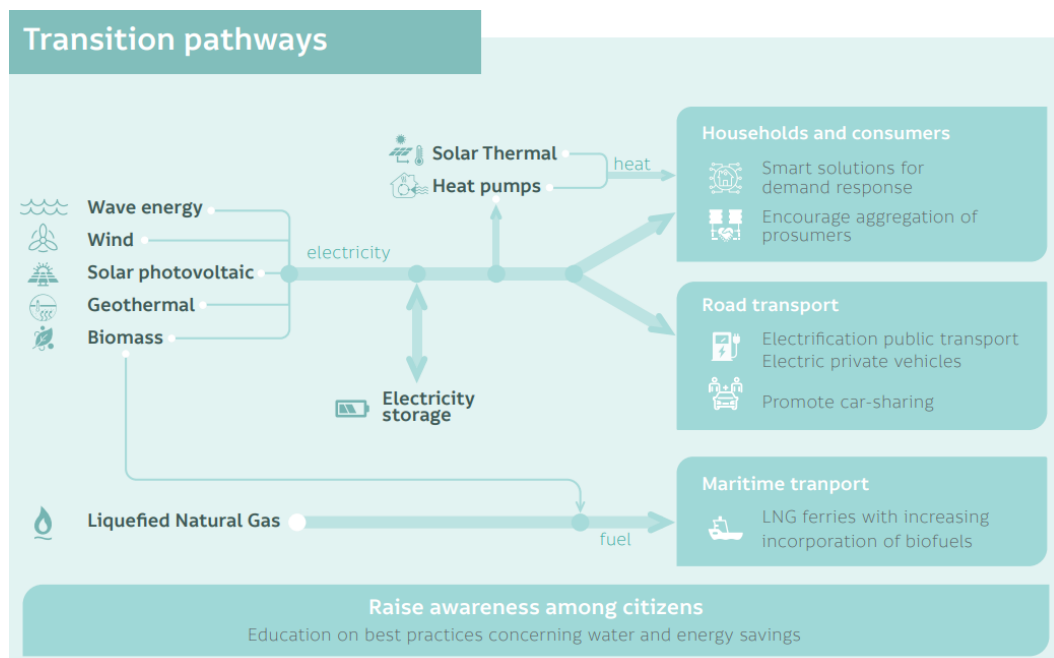 Transition pathways
Solar Thermal
Heat pumps
heat
Wave energy
Wind
Solar photovoltaic
Geothermal
Biomass
electricity
Electricity
storage
Liquefied Natural Gas
fuel
Households and consumers
Smart solutions for
demand response
Encourage aggregation of
prosumers
Road transport
Electrification public transport
Electric private vehicles
Promote car-sharing
Maritime tranport
LNG ferries with increasing
incorporation of biofuels
Raise awareness among citizens
Education on best practices concerning water and energy savings